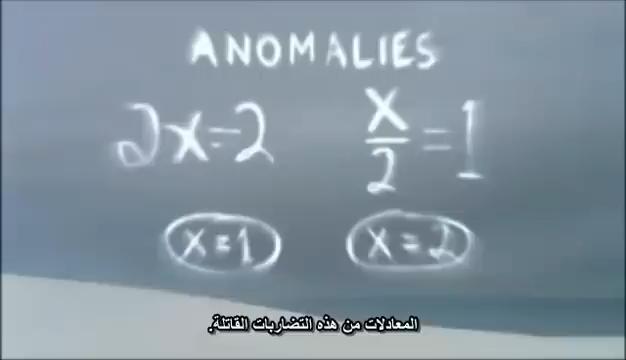 ANOMALIES
2x=2 x/2=1
x=1 x=2
المعادلات من هذه التضاربات القاتلة.